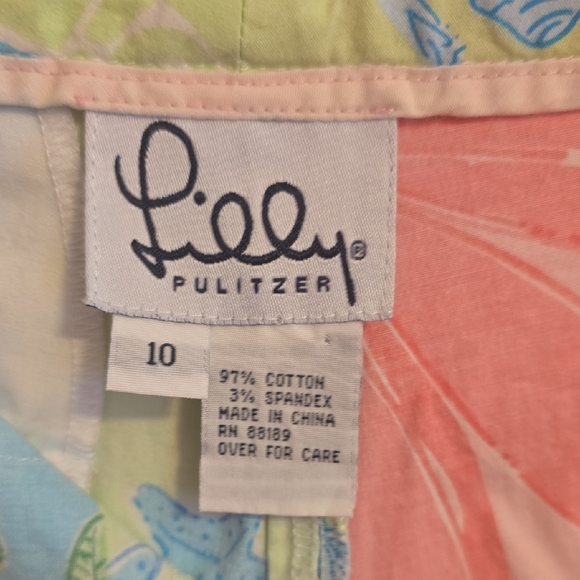 Lilly®
PULITZER
10
97% COTTON
3% SPANDEX
MADE IN CHINA
RN 88189
OVER FOR CARE